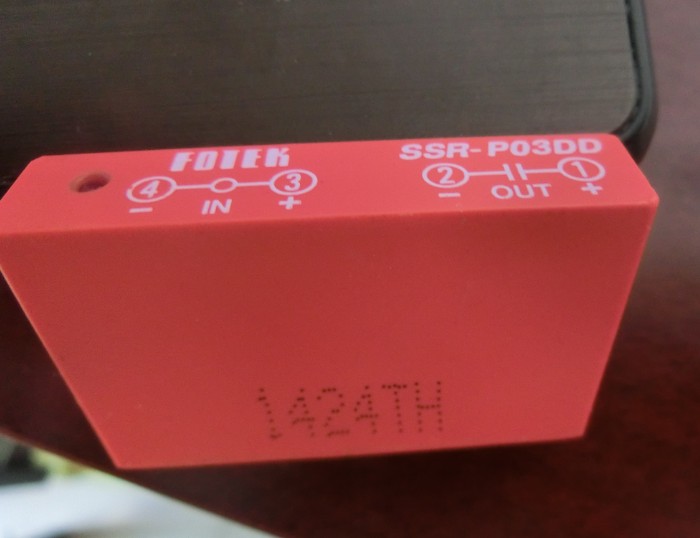 FOTEK SSR-P03DD
4 3 2 1
- IN + - OUT +
1424TH